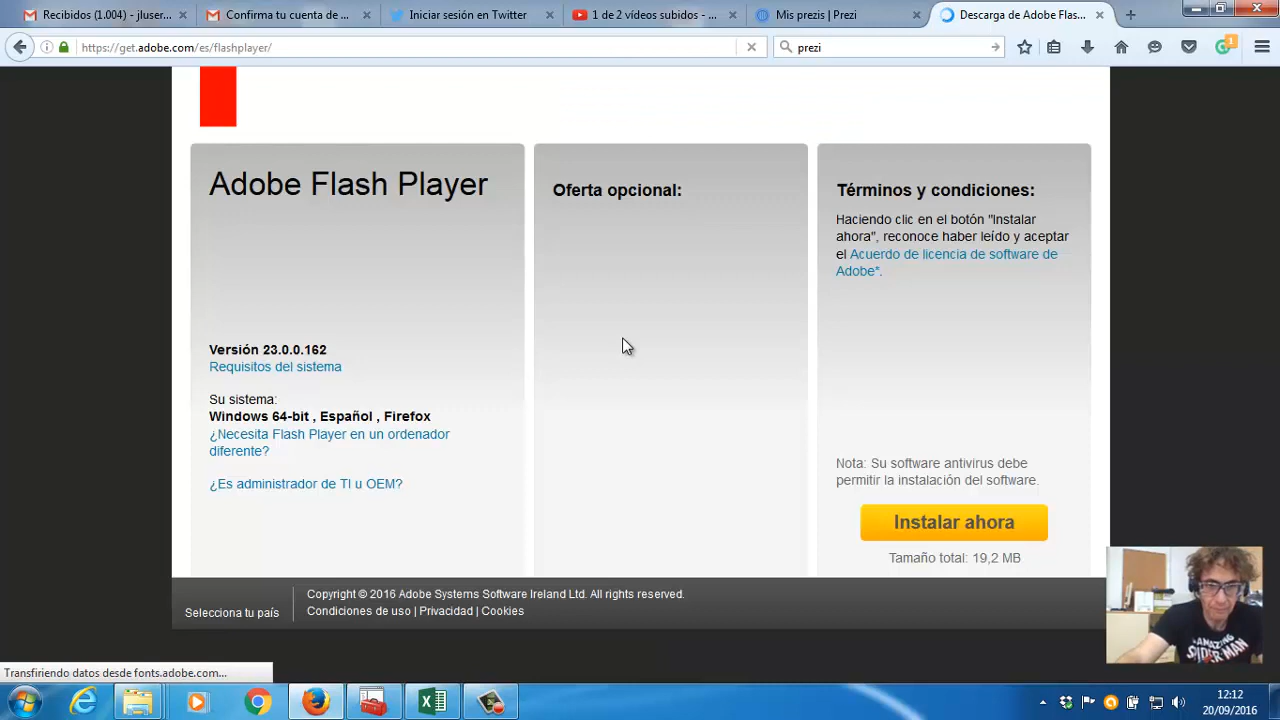 Recibidos (1.004) - jluser...
Confirma tu cuenta de ...
Iniciar sesión en Twitter
1 de 2 vídeos subidos - ...
Mis prezis | Prezi
Descarga de Adobe Flas...
https://get.adobe.com/es/flashplayer/
prezi
1
Adobe Flash Player
Versión 23.0.0.162
Requisitos del sistema
Su sistema:
Windows 64-bit , Español , Firefox
¿Necesita Flash Player en un ordenador
diferente?
¿Es administrador de TI u OEM?
Oferta opcional:
Términos y condiciones:
Haciendo clic en el botón "Instalar
ahora", reconoce haber leído y aceptar
el Acuerdo de licencia de software de
Adobe*.
Nota: Su software antivirus debe
permitir la instalación del software.
Instalar ahora
Tamaño total: 19,2 MB
Selecciona tu país
Copyright © 2016 Adobe Systems Software Ireland Ltd. All rights reserved.
Condiciones de uso | Privacidad | Cookies
AMAZING
SPIDER MAN
Transfiriendo datos desde fonts.adobe.com...
12:12
20/09/2016